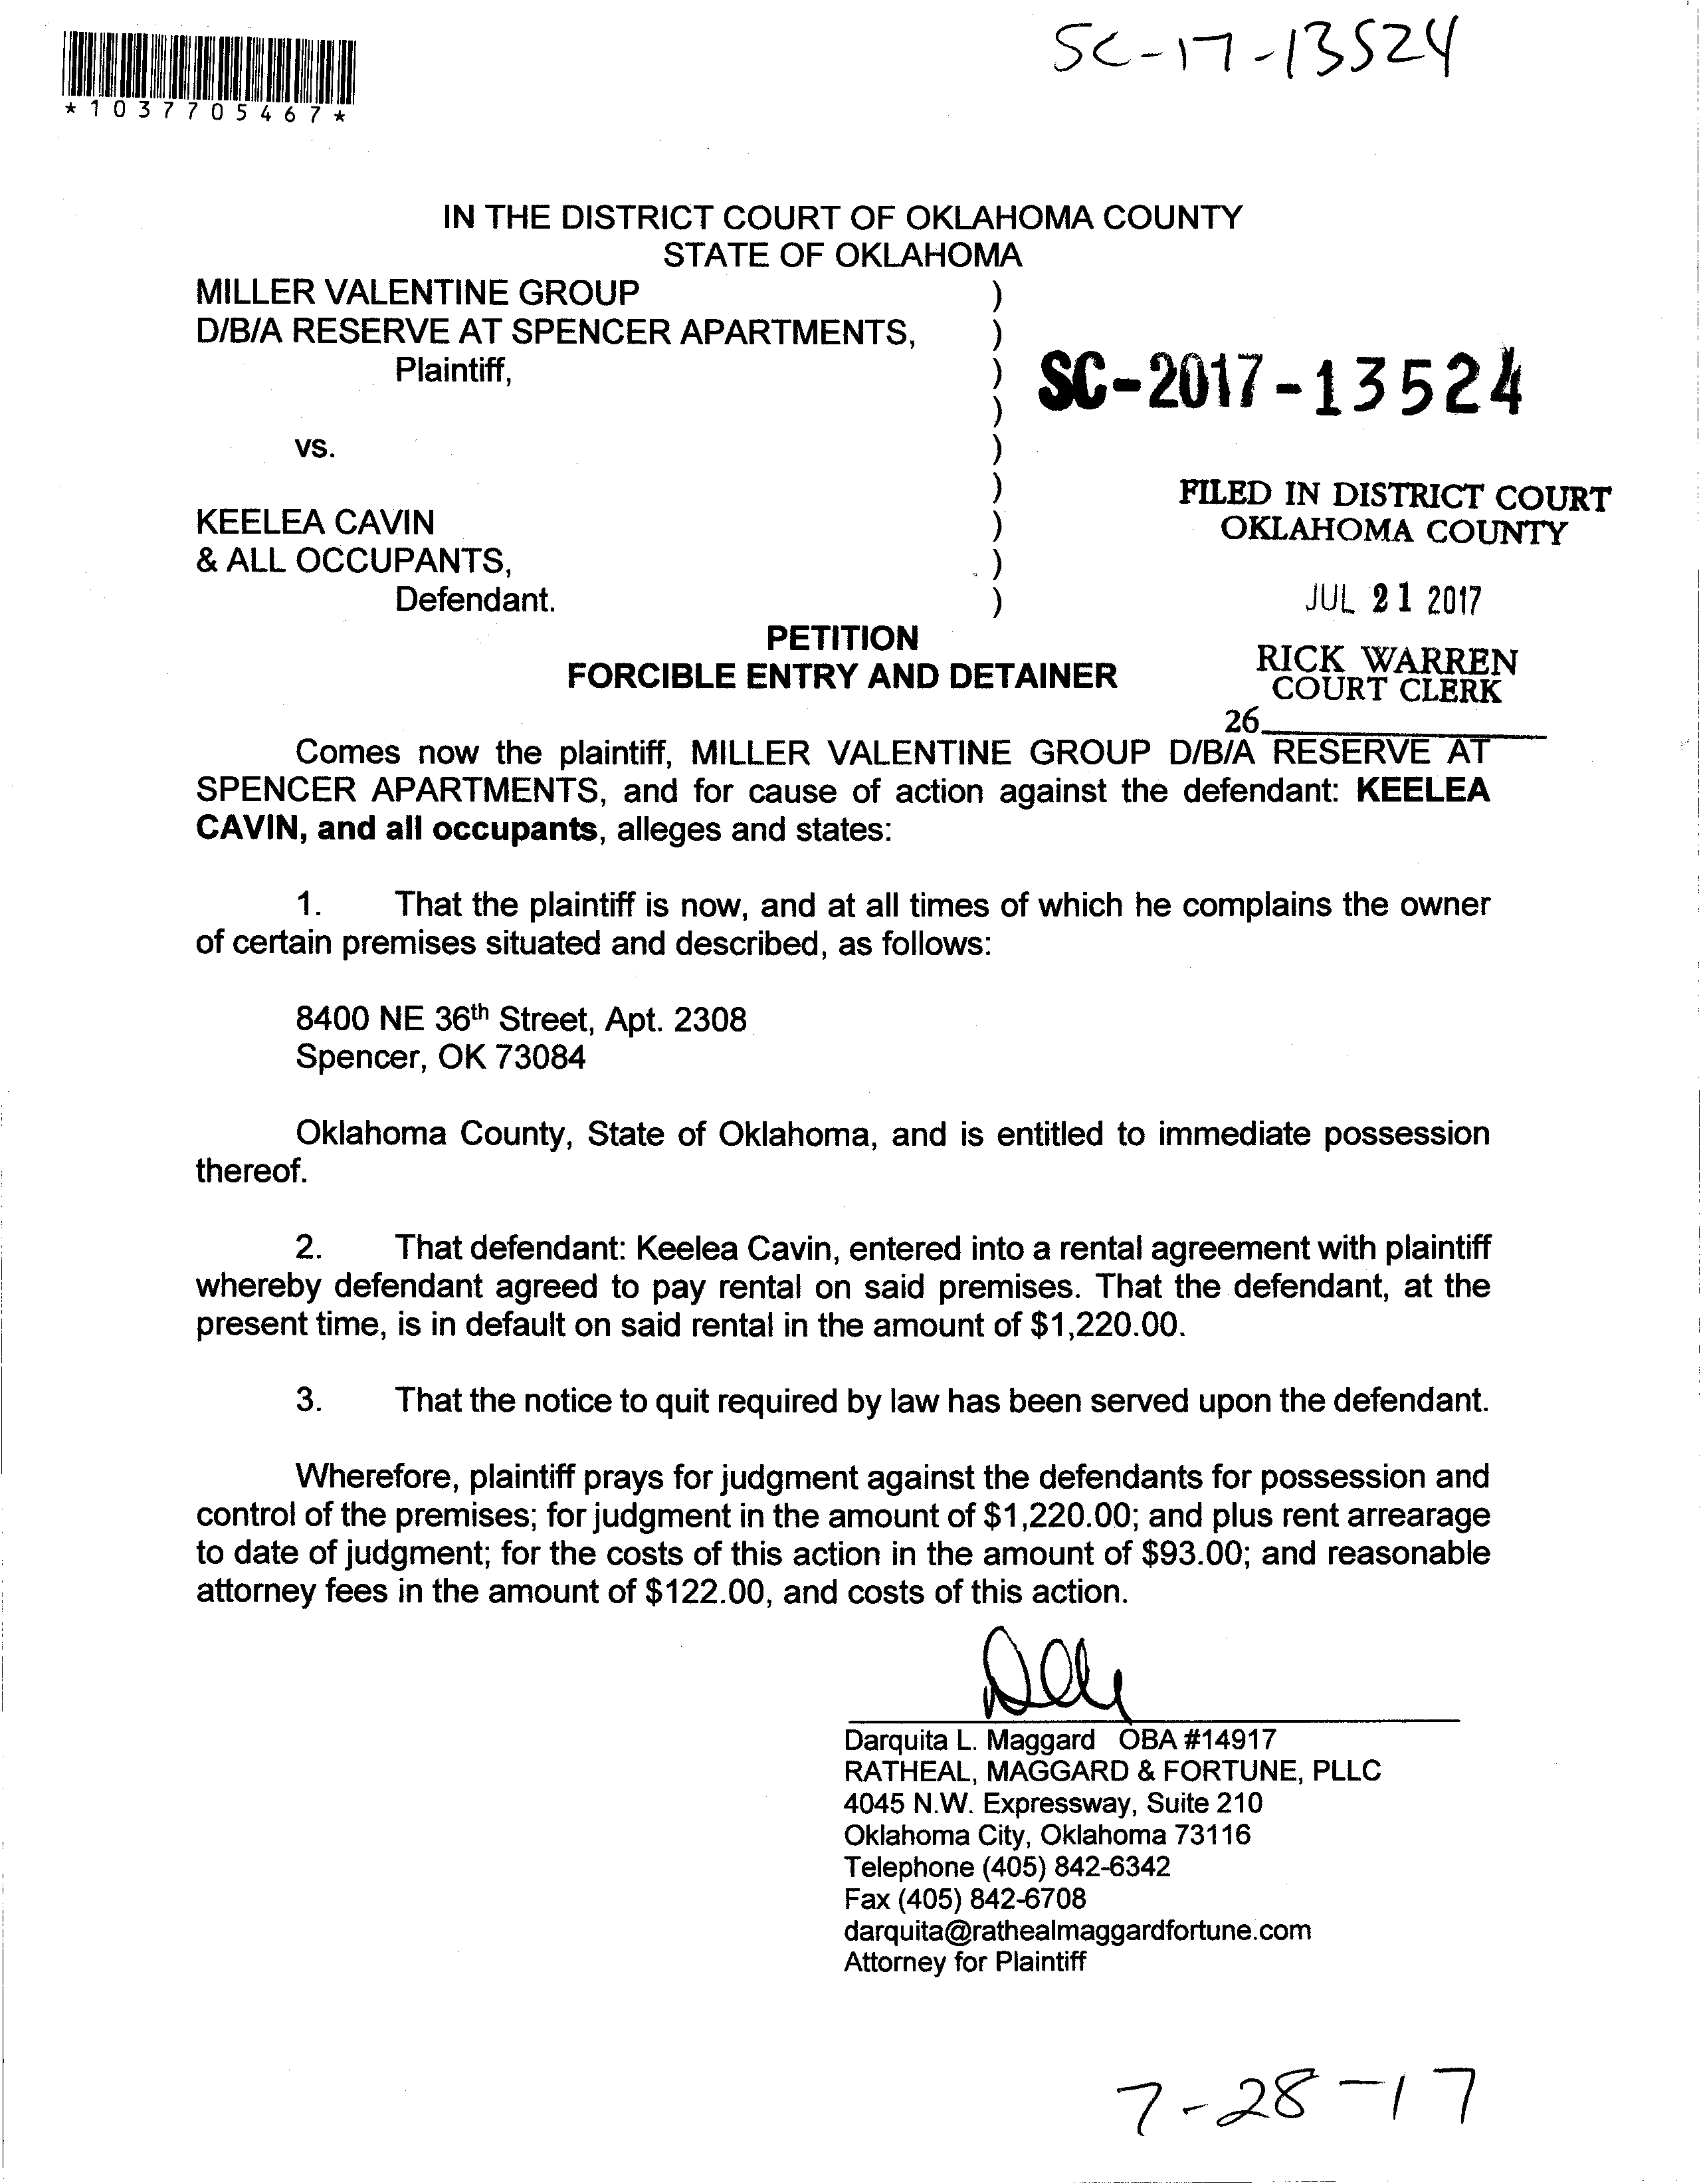 SC-17-13524
*1037705467*
IN THE DISTRICT COURT OF OKLAHOMA COUNTY
STATE OF OKLAHOMA
MILLER VALENTINE GROUP )
D/B/A RESERVE AT SPENCER APARTMENTS, )
Plaintiff, )
SC-2017-13524
)
vs. )
)
FILED IN DISTRICT COURT
OKLAHOMA COUNTY
KEELEA CAVIN )
& ALL OCCUPANTS, )
Defendant. )
JUL 21 2017
PETITION
FORCIBLE ENTRY AND DETAINER
RICK WARREN
COURT CLERK
26
Comes now the plaintiff, MILLER VALENTINE GROUP D/B/A RESERVE AT
SPENCER APARTMENTS, and for cause of action against the defendant: KEELEA
CAVIN, and all occupants, alleges and states:
1. That the plaintiff is now, and at all times of which he complains the owner
of certain premises situated and described, as follows:
8400 NE 36th Street, Apt. 2308
Spencer, OK 73084
Oklahoma County, State of Oklahoma, and is entitled to immediate possession
thereof.
2. That defendant: Keelea Cavin, entered into a rental agreement with plaintiff
whereby defendant agreed to pay rental on said premises. That the defendant, at the
present time, is in default on said rental in the amount of $1,220.00.
3. That the notice to quit required by law has been served upon the defendant.
Wherefore, plaintiff prays for judgment against the defendants for possession and
control of the premises; for judgment in the amount of $1,220.00; and plus rent arrearage
to date of judgment; for the costs of this action in the amount of $93.00; and reasonable
attorney fees in the amount of $122.00, and costs of this action.
Darquita L. Maggard OBA #14917
RATHEAL, MAGGARD & FORTUNE, PLLC
4045 N.W. Expressway, Suite 210
Oklahoma City, Oklahoma 73116
Telephone (405) 842-6342
Fax (405) 842-6708
darquita@rathealmaggardfortune.com
Attorney for Plaintiff
7-28-17